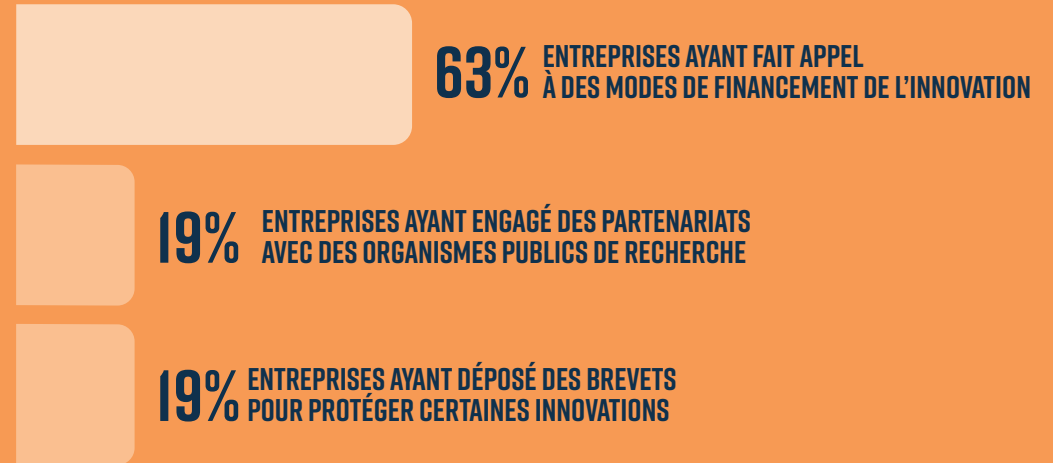 63% ENTREPRISES AYANT FAIT APPEL
À DES MODES DE FINANCEMENT DE L'INNOVATION
19% ENTREPRISES AYANT ENGAGÉ DES PARTENARIATS
AVEC DES ORGANISMES PUBLICS DE RECHERCHE
19% ENTREPRISES AYANT DÉPOSÉ DES BREVETS
POUR PROTÉGER CERTAINES INNOVATIONS